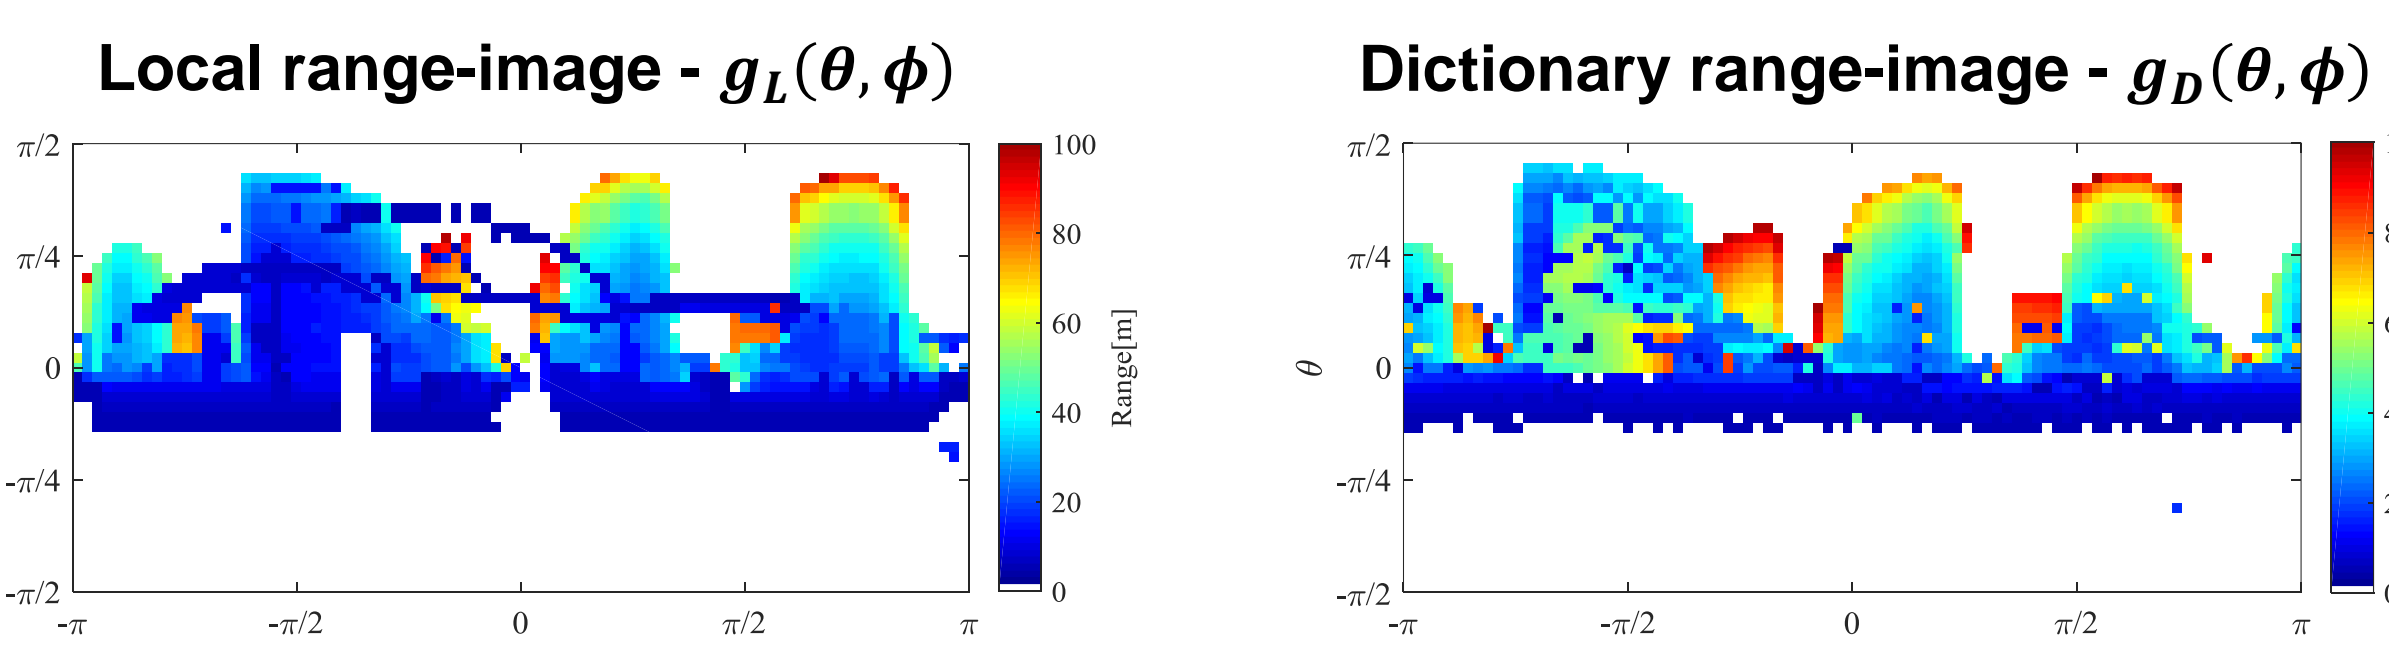 Local range-image - g_L(θ, ϕ)
Dictionary range-image - g_D(θ, ϕ)
π/2
π/4
0
-π/4
-π/2
-π
-π/2
0
π/2
π
100
80
60
40
20
0
Range[m]
θ
π/2
π/4
0
-π/4
-π/2
-π
-π/2
0
π/2
π